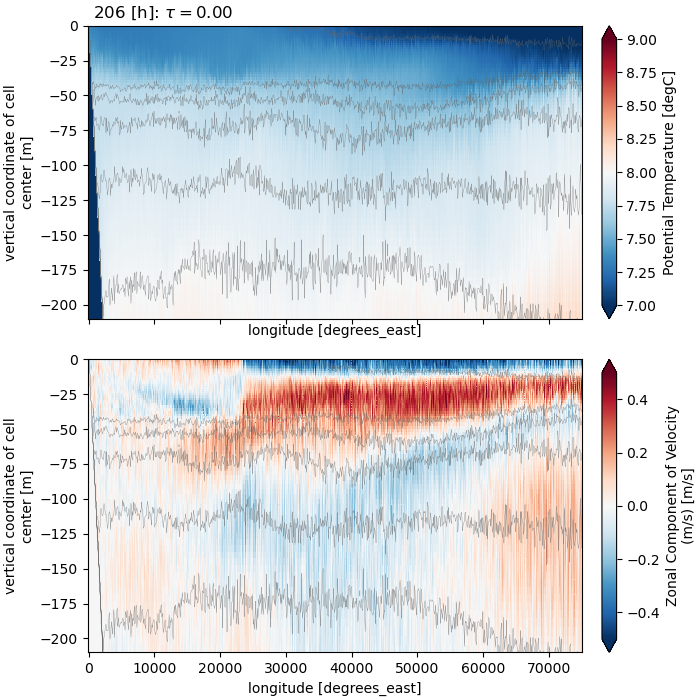 206 [h]: τ = 0.00
0
−25
−50
−75
−100
−125
−150
−175
−200
vertical coordinate of cell
center [m]
longitude [degrees_east]
9.00
8.75
8.50
8.25
8.00
7.75
7.50
7.25
7.00
Potential Temperature [degC]
0
−25
−50
−75
−100
−125
−150
−175
−200
vertical coordinate of cell
center [m]
0 10000 20000 30000 40000 50000 60000 70000
longitude [degrees_east]
0.4
0.2
0.0
−0.2
−0.4
Zonal Component of Velocity
(m/s) [m/s]